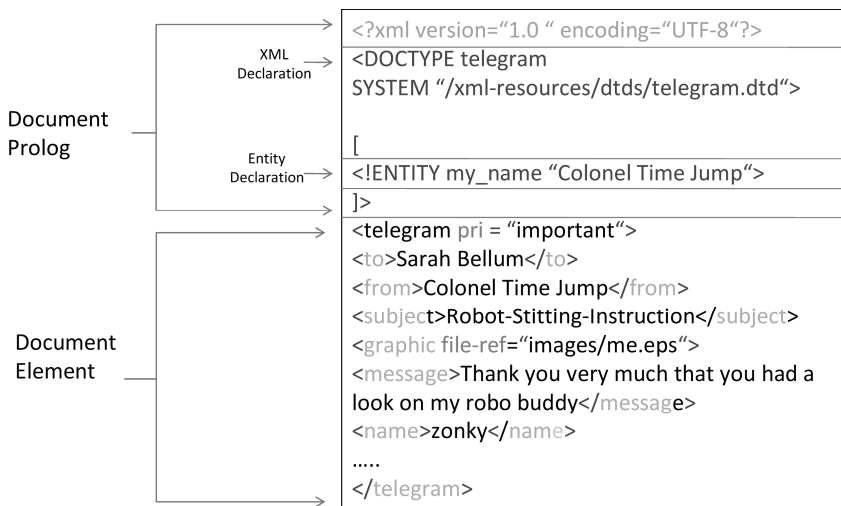 Document
Prolog
XML
Declaration
Entity
Declaration
<?xml version=“1.0 “ encoding=“UTF-8“?>
<DOCTYPE telegram
SYSTEM “/xml-resources/dtds/telegram.dtd“>
[
<!ENTITY my_name “Colonel Time Jump“>
]>
Document
Element
<telegram pri = “important“>
<to>Sarah Bellum</to>
<from>Colonel Time Jump</from>
<subject>Robot-Stitting-Instruction</subject>
<graphic file-ref=“images/me.eps“>
<message>Thank you very much that you had a
look on my robo buddy</message>
<name>zonky</name>
.....
</telegram>